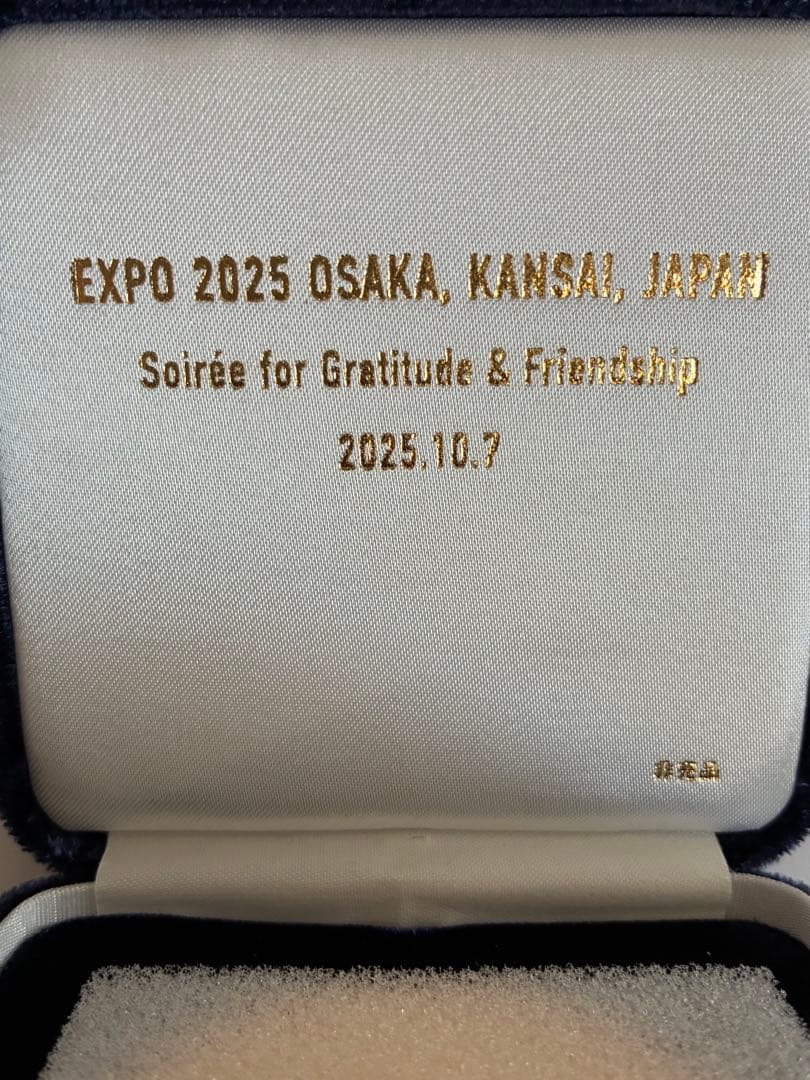 EXPO 2025 OSAKA, KANSAI, JAPAN
Soirée for Gratitude & Friendship
2025.10.7
非売品